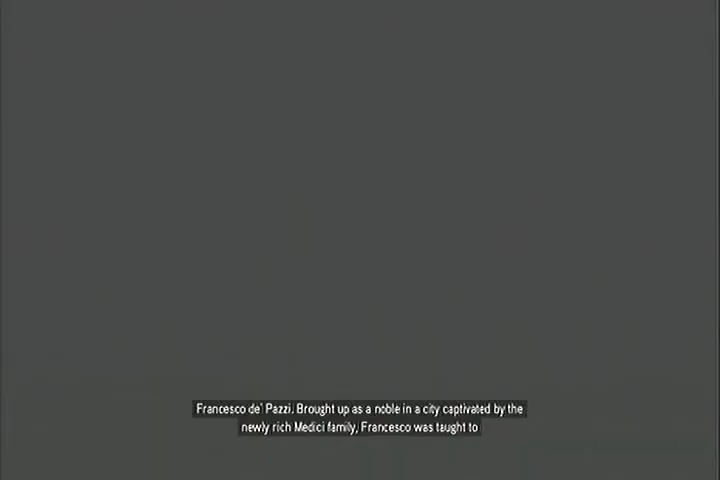 Francesco de' Pazzi. Brought up as a noble in a city captivated by the
newly rich Medici family, Francesco was taught to